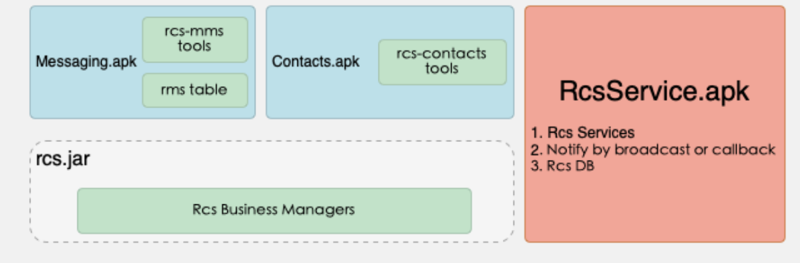 Messaging.apk
rcs-mms
tools
rms table
Contacts.apk
rcs-contacts
tools
RcsService.apk
1. Rcs Services
2. Notify by broadcast or callback
3. Rcs DB
rcs.jar
Rcs Business Managers